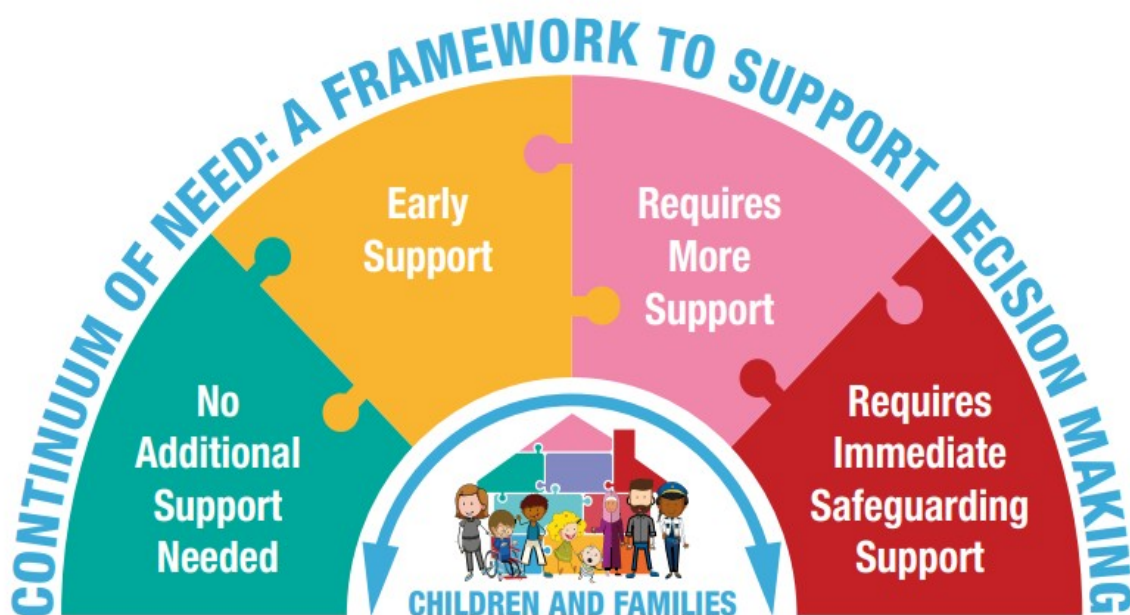 CONTINUUM OF NEED: A FRAMEWORK TO SUPPORT DECISION MAKING
No
Additional
Support
Needed
Early
Support
Requires
More
Support
Requires
Immediate
Safeguarding
Support
CHILDREN AND FAMILIES